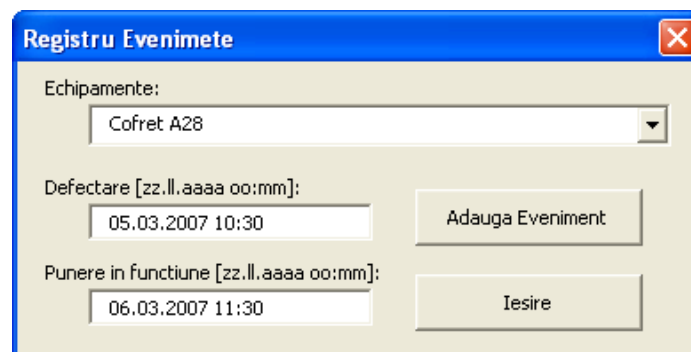 Registru Evenimete
Echipamente:
Cofret A28
Defectare [zz.ll.aaaa oo:mm]:
05.03.2007 10:30
Adauga Eveniment
Punere in functiune [zz.ll.aaaa oo:mm]:
06.03.2007 11:30
Iesire